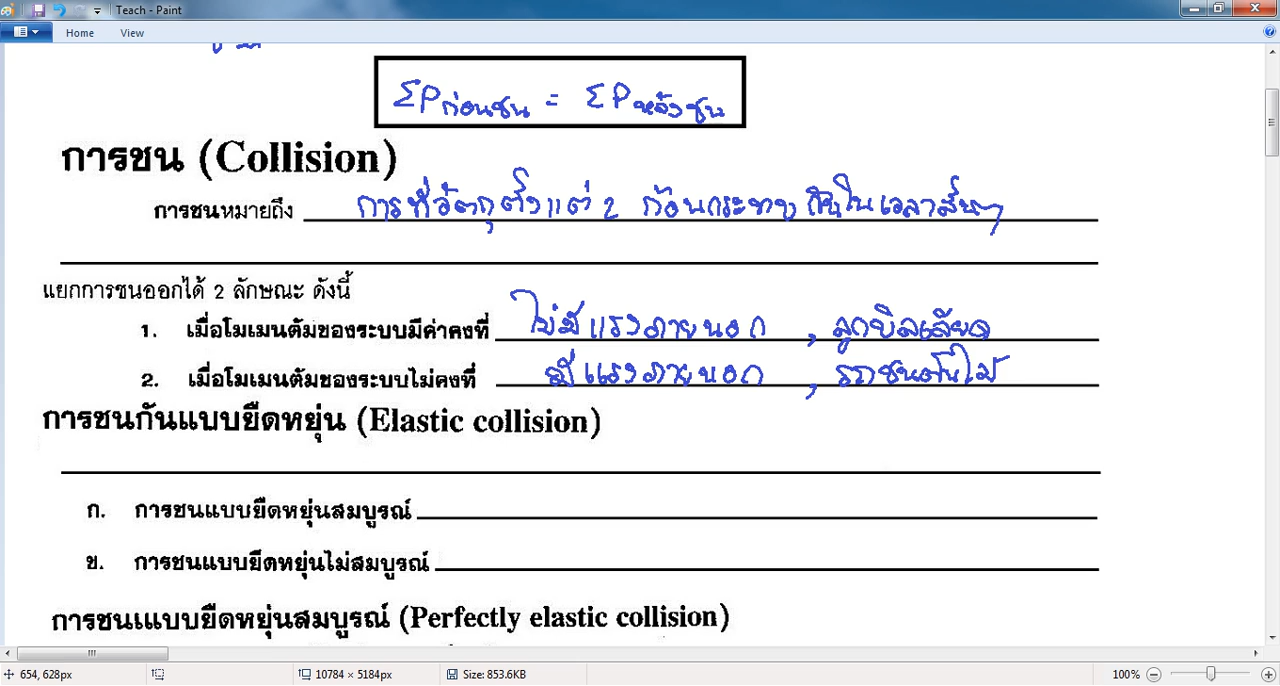 Teach - Paint
Home View
ΣPก่อนชน = ΣPหลังชน
การชน (Collision)
การชนหมายถึง การที่วัตถุตั้งแต่ 2 ก้อนกระทบกันในเวลาสั้นๆ
แยกการชนออกได้ 2 ลักษณะ ดังนี้
1. เมื่อโมเมนตัมของระบบมีค่าคงที่ ไม่มีแรงภายนอก , ลูกบิลเลียด
2. เมื่อโมเมนตัมของระบบไม่คงที่ มีแรงภายนอก , รถชนต้นไม้
การชนกันแบบยืดหยุ่น (Elastic collision)
ก. การชนแบบยืดหยุ่นสมบูรณ์
ข. การชนแบบยืดหยุ่นไม่สมบูรณ์
การชนแบบยืดหยุ่นสมบูรณ์ (Perfectly elastic collision)
654, 628px 10784 × 5184px Size: 853.6KB 100%